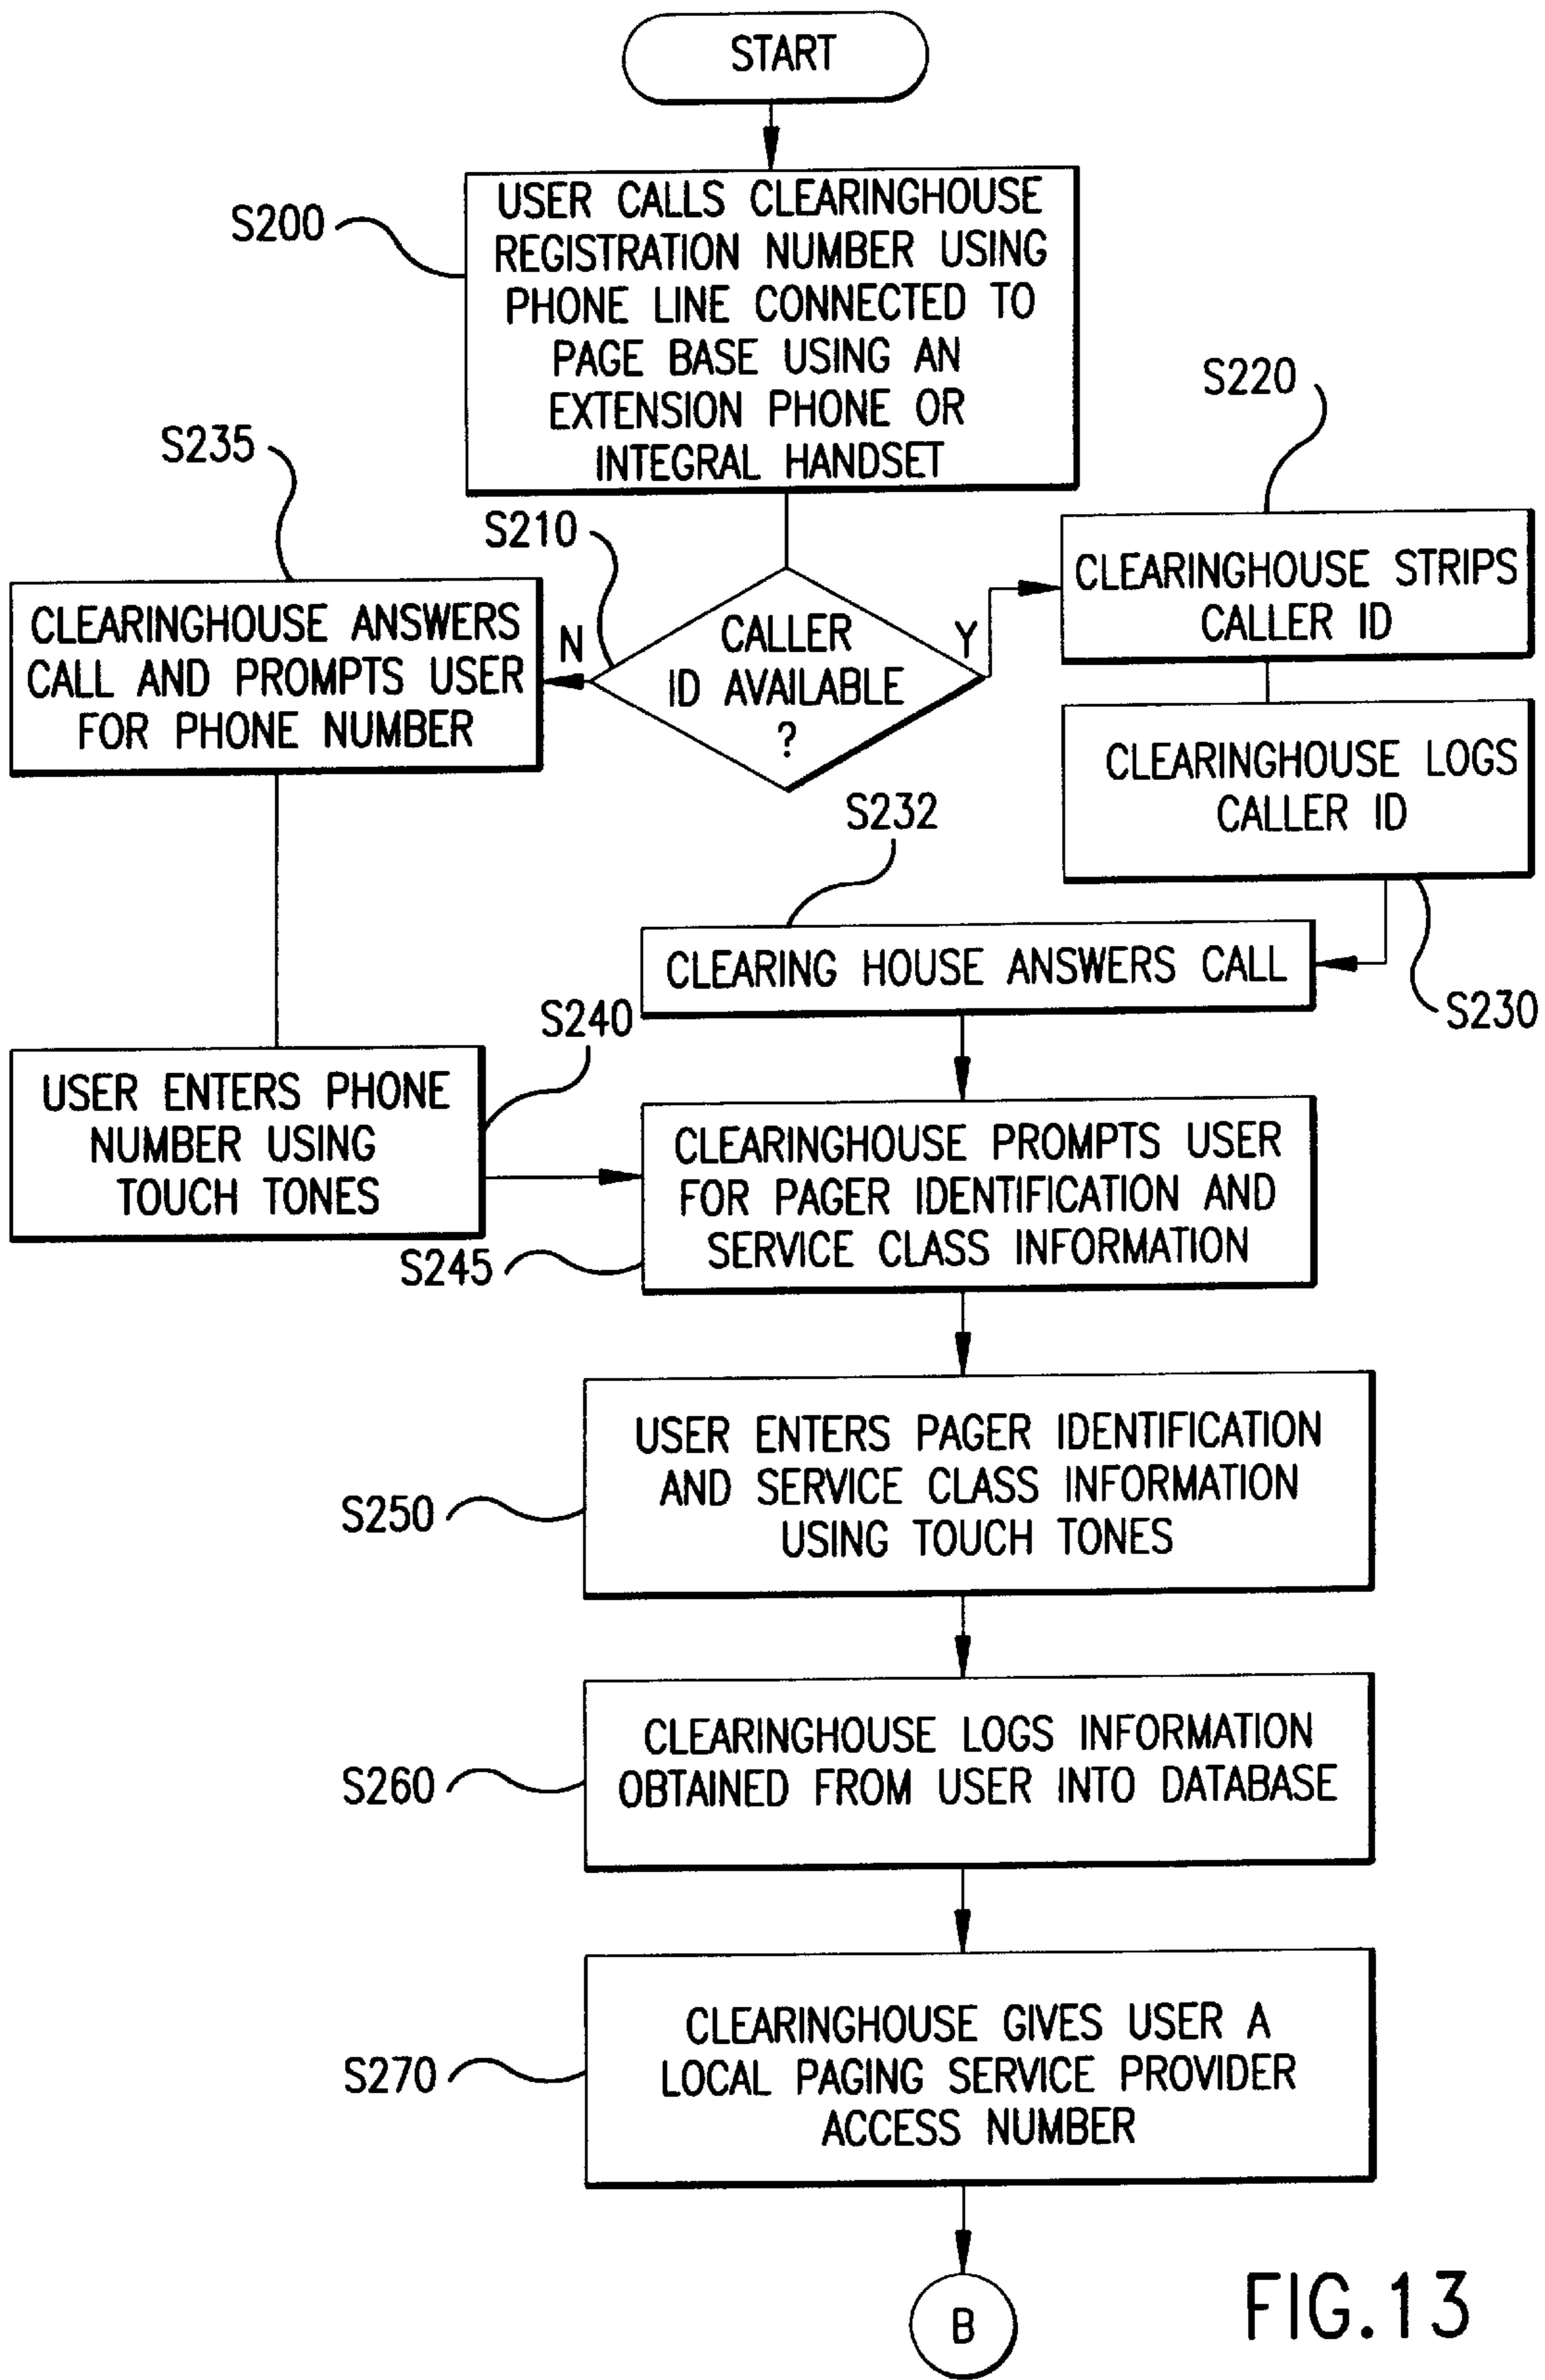 START
S200
USER CALLS CLEARINGHOUSE
REGISTRATION NUMBER USING
PHONE LINE CONNECTED TO
PAGE BASE USING AN
EXTENSION PHONE OR
INTEGRAL HANDSET
S210
CALLER
ID AVAILABLE
?
N
Y
S235
CLEARINGHOUSE ANSWERS
CALL AND PROMPTS USER
FOR PHONE NUMBER
S220
CLEARINGHOUSE STRIPS
CALLER ID
CLEARINGHOUSE LOGS
CALLER ID
S230
S232
CLEARING HOUSE ANSWERS CALL
S240
USER ENTERS PHONE
NUMBER USING
TOUCH TONES
S245
CLEARINGHOUSE PROMPTS USER
FOR PAGER IDENTIFICATION AND
SERVICE CLASS INFORMATION
S250
USER ENTERS PAGER IDENTIFICATION
AND SERVICE CLASS INFORMATION
USING TOUCH TONES
S260
CLEARINGHOUSE LOGS INFORMATION
OBTAINED FROM USER INTO DATABASE
S270
CLEARINGHOUSE GIVES USER A
LOCAL PAGING SERVICE PROVIDER
ACCESS NUMBER
B
FIG.13